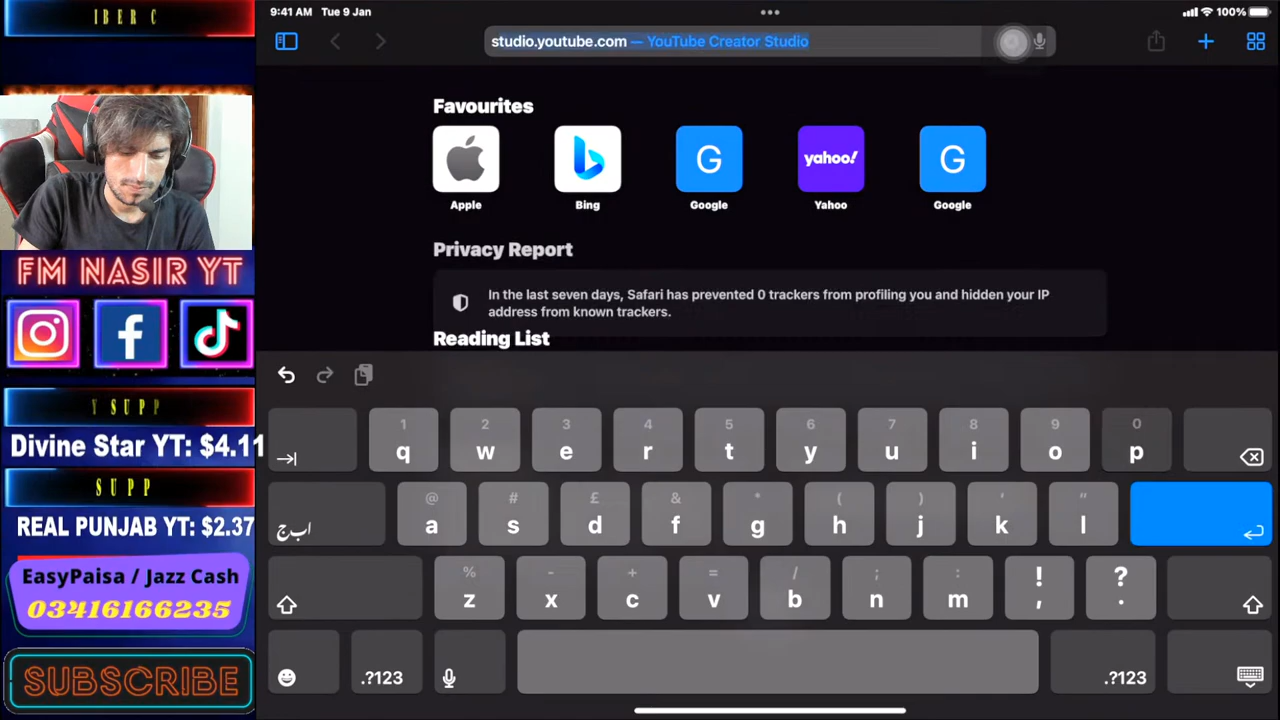 IBER C
FM NASIR YT
Y SUPP
Divine Star YT: $4.11
SUPP
REAL PUNJAB YT: $2.37
EasyPaisa / Jazz Cash
03416166235
SUBSCRIBE
9:41 AM Tue 9 Jan
100%
studio.youtube.com — YouTube Creator Studio
Favourites
G yahoo! G
Apple Bing Google Yahoo Google
Privacy Report
In the last seven days, Safari has prevented 0 trackers from profiling you and hidden your IP
address from known trackers.
Reading List
1 2 3 4 5 6 7 8 9 0
q w e r t y u i o p
@ # £ & * ( ) ' "
ا ب ج a s d f g h j k l
% - + = / ; : ! ?
z x c v b n m , .
.?123 .?123